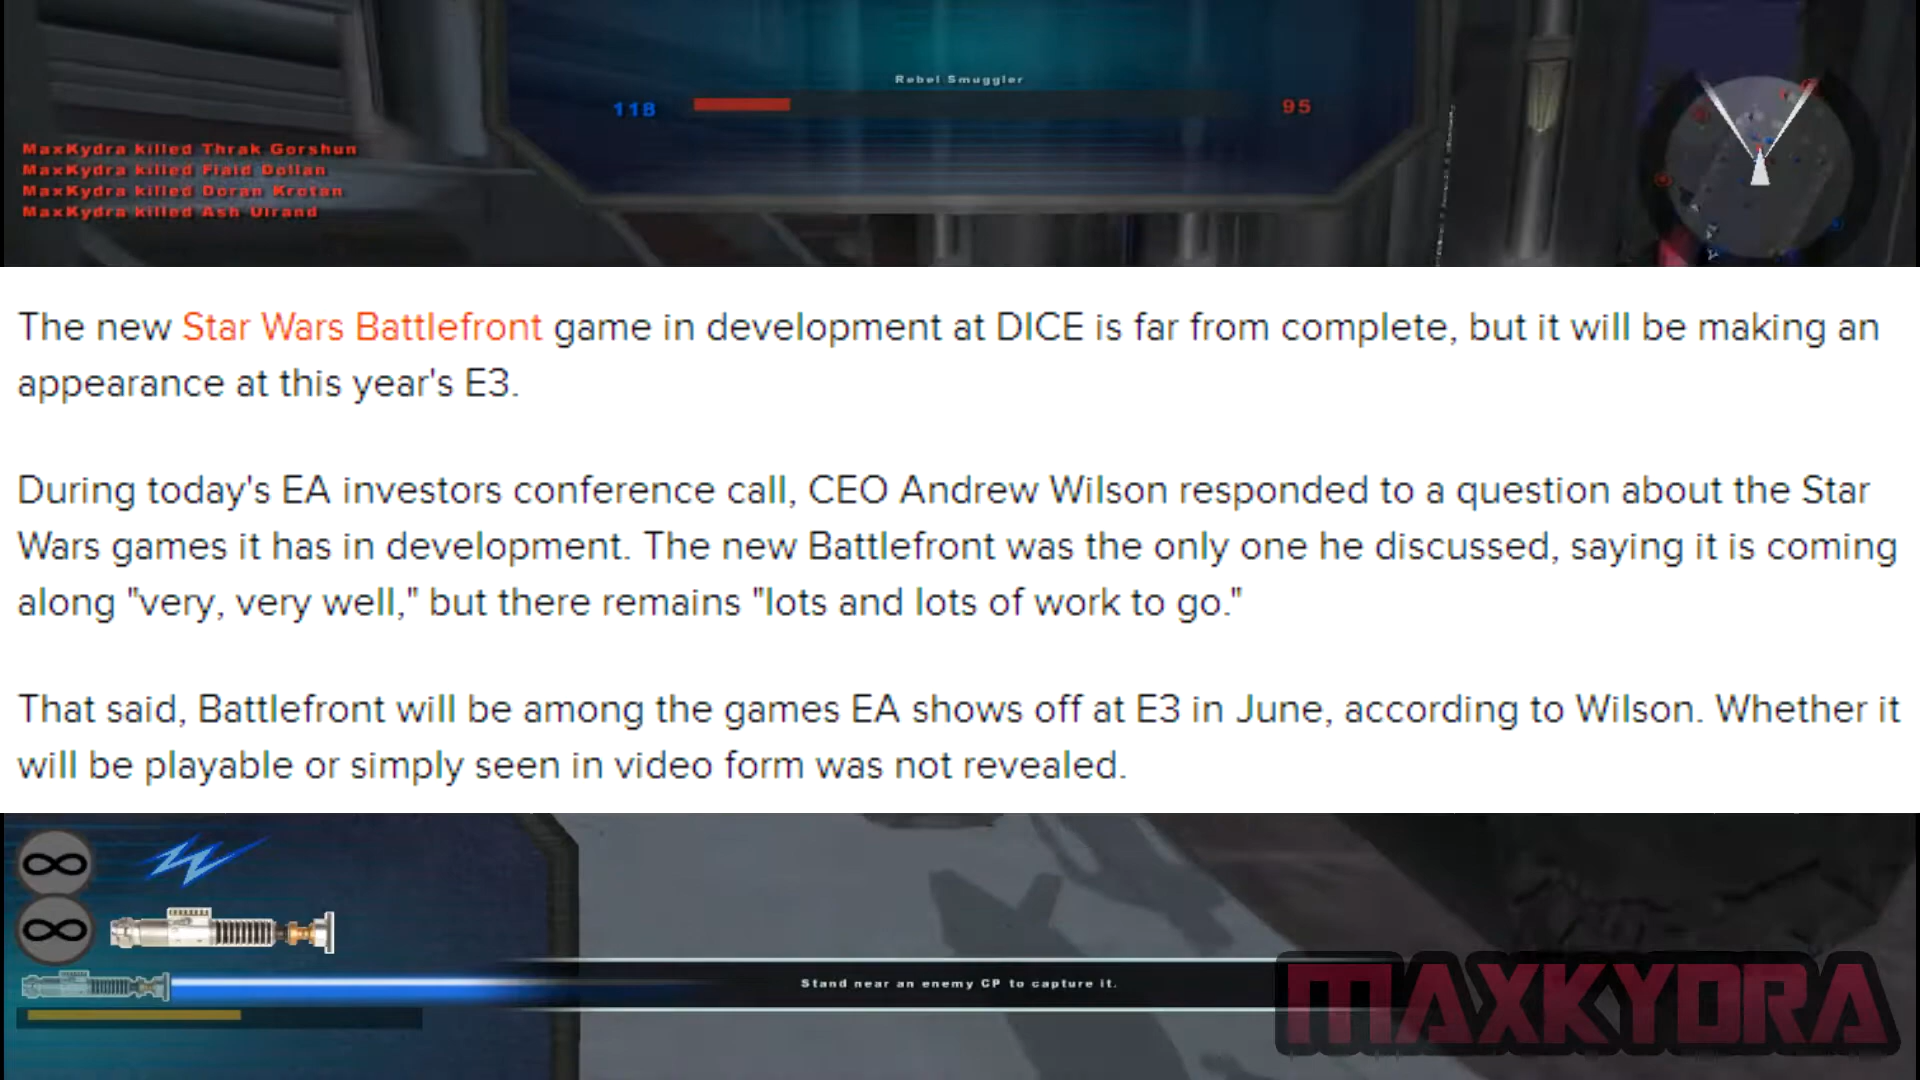 Rebel Smuggler
118
95
MaxKydra killed Thrak Gorshun
MaxKydra killed Fiaid Dollan
MaxKydra killed Doran Krotan
MaxKydra killed Ash Ulrand
The new Star Wars Battlefront game in development at DICE is far from complete, but it will be making an
appearance at this year's E3.
During today's EA investors conference call, CEO Andrew Wilson responded to a question about the Star
Wars games it has in development. The new Battlefront was the only one he discussed, saying it is coming
along "very, very well," but there remains "lots and lots of work to go."
That said, Battlefront will be among the games EA shows off at E3 in June, according to Wilson. Whether it
will be playable or simply seen in video form was not revealed.
Stand near an enemy CP to capture it.
MAXKYDRA